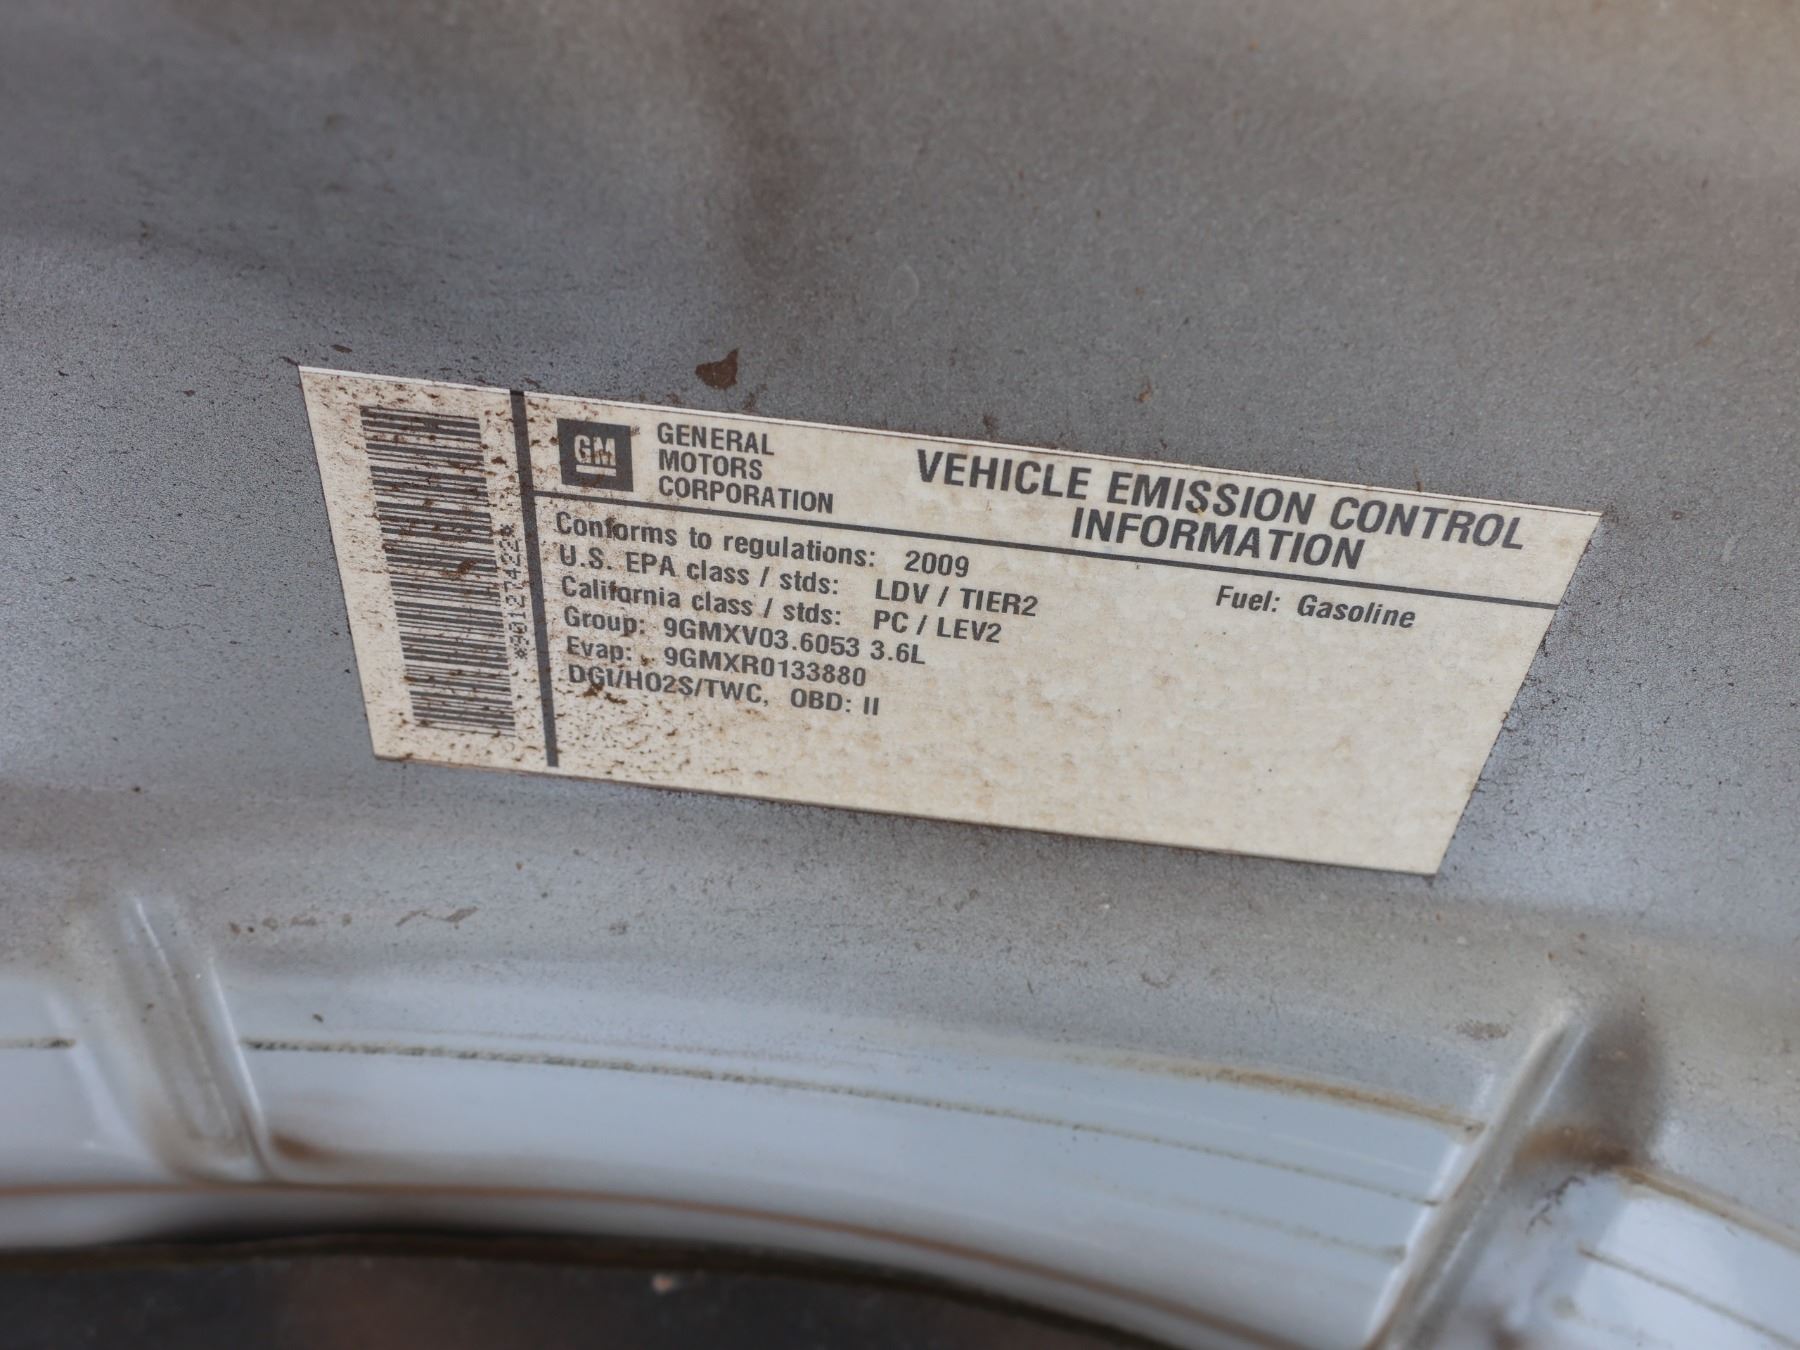 GM
GENERAL
MOTORS
CORPORATION
VEHICLE EMISSION CONTROL
INFORMATION
Conforms to regulations: 2009
U.S. EPA class / stds: LDV / TIER2
Fuel: Gasoline
California class / stds: PC / LEV2
Group: 9GMXV03.6053 3.6L
Evap: 9GMXR0133880
DGI/HO2S/TWC, OBD: II